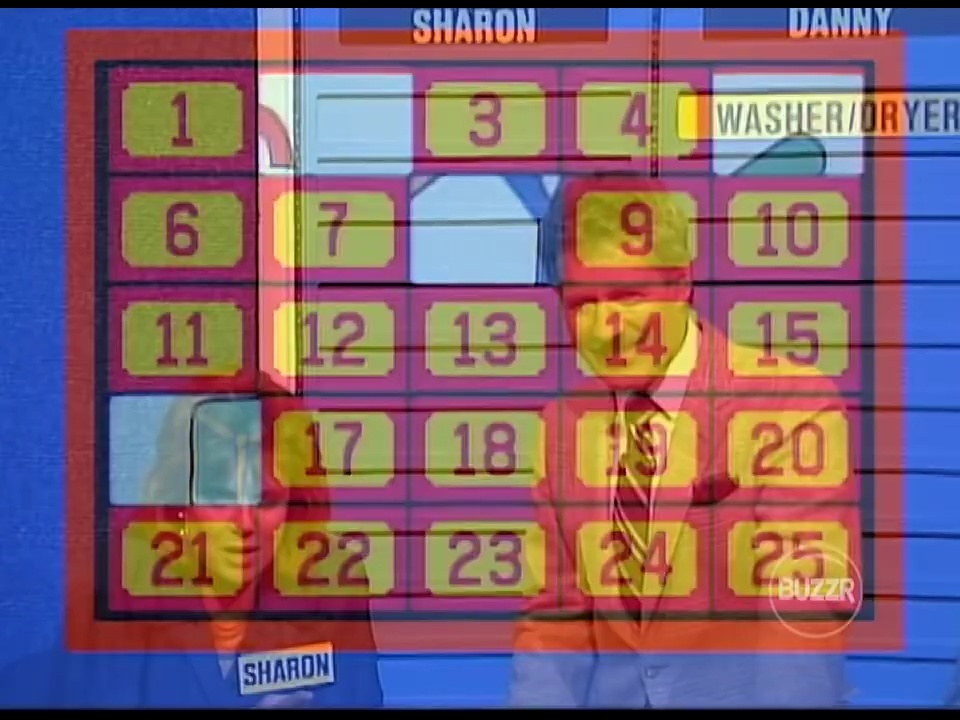 SHARON DANNY
1 3 4 WASHER/DRYER
6 7 9 10
11 12 13 14 15
17 18 19 20
21 22 23 24 25
BUZZR
SHARON